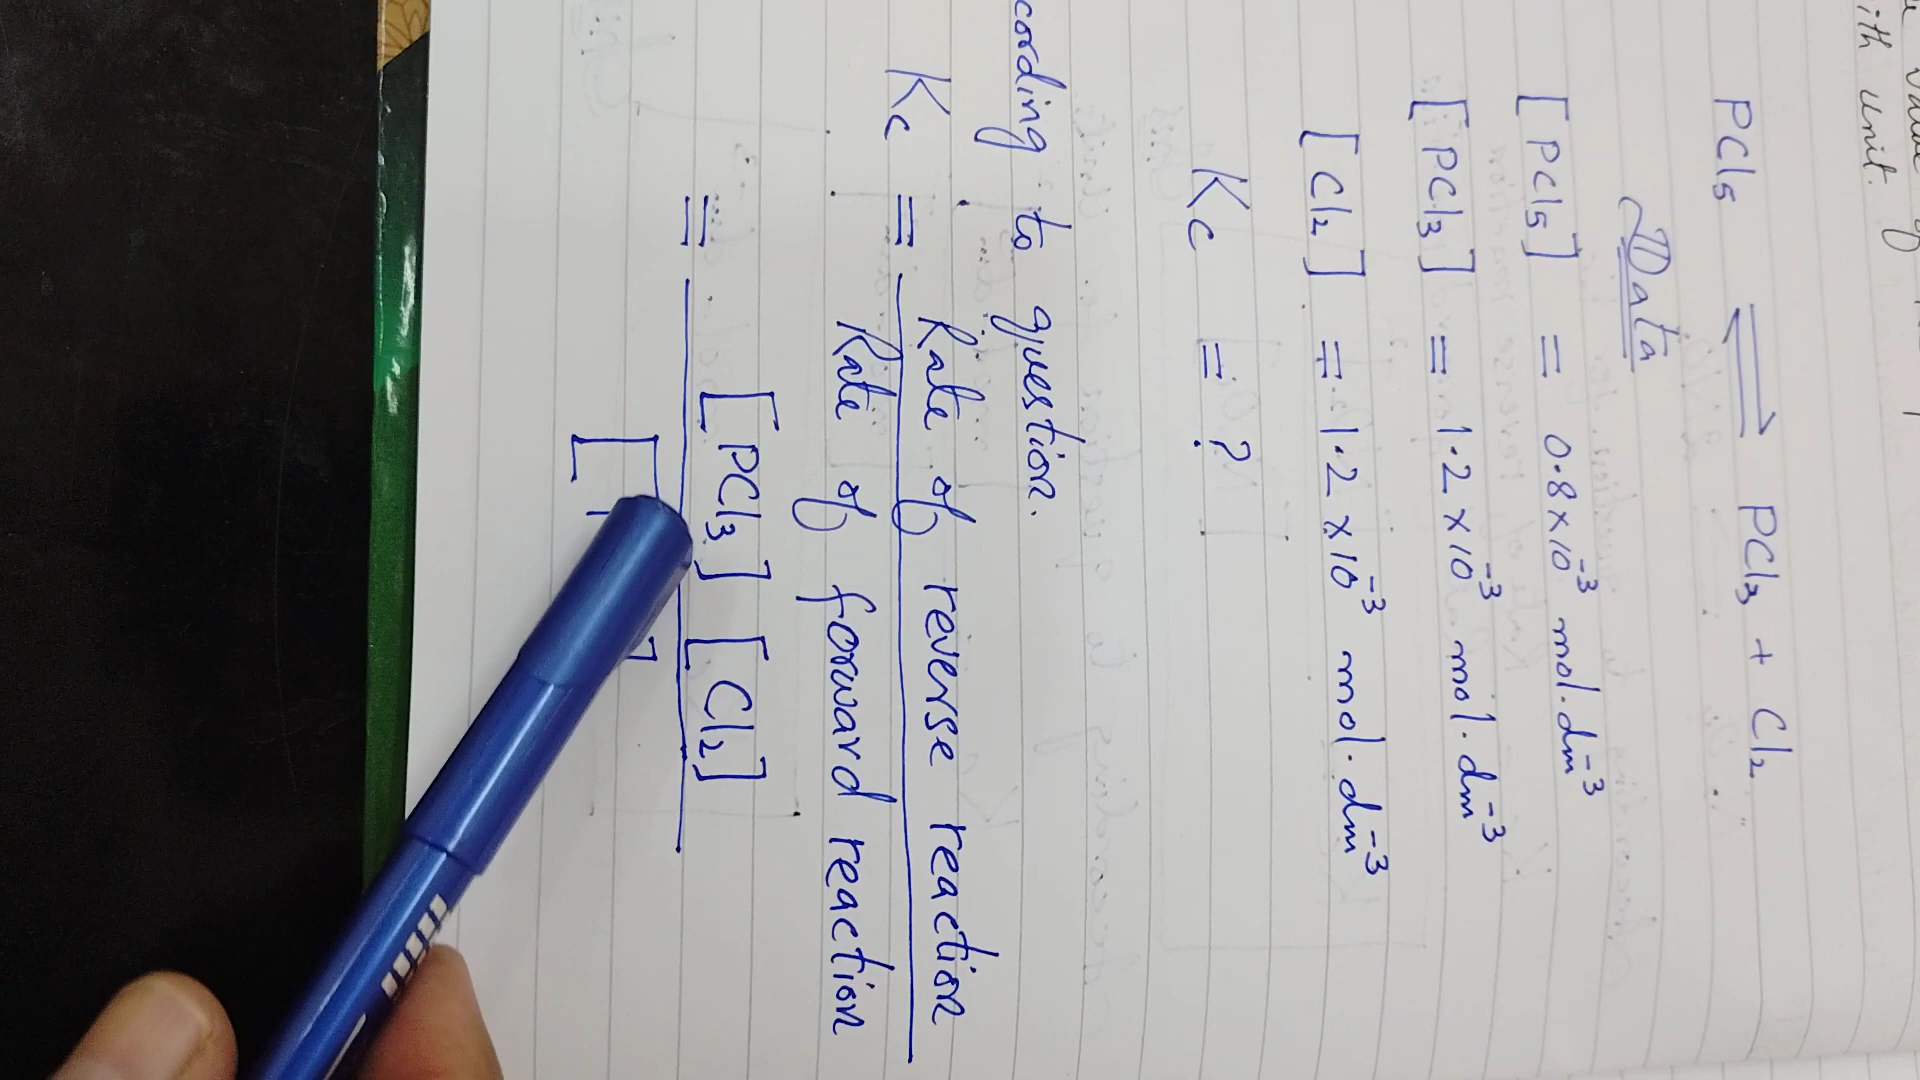 with unit.
PCl₅ ⇌ PCl₃ + Cl₂
Data
[PCl₅] = 0.8 × 10⁻³ mol.dm⁻³
[PCl₃] = 1.2 × 10⁻³ mol.dm⁻³
[Cl₂] = 1.2 × 10⁻³ mol.dm⁻³
Kc = ?
cording to question.
Kc = Rate of reverse reaction
Rate of forward reaction
= [PCl₃] [Cl₂]
[ ]